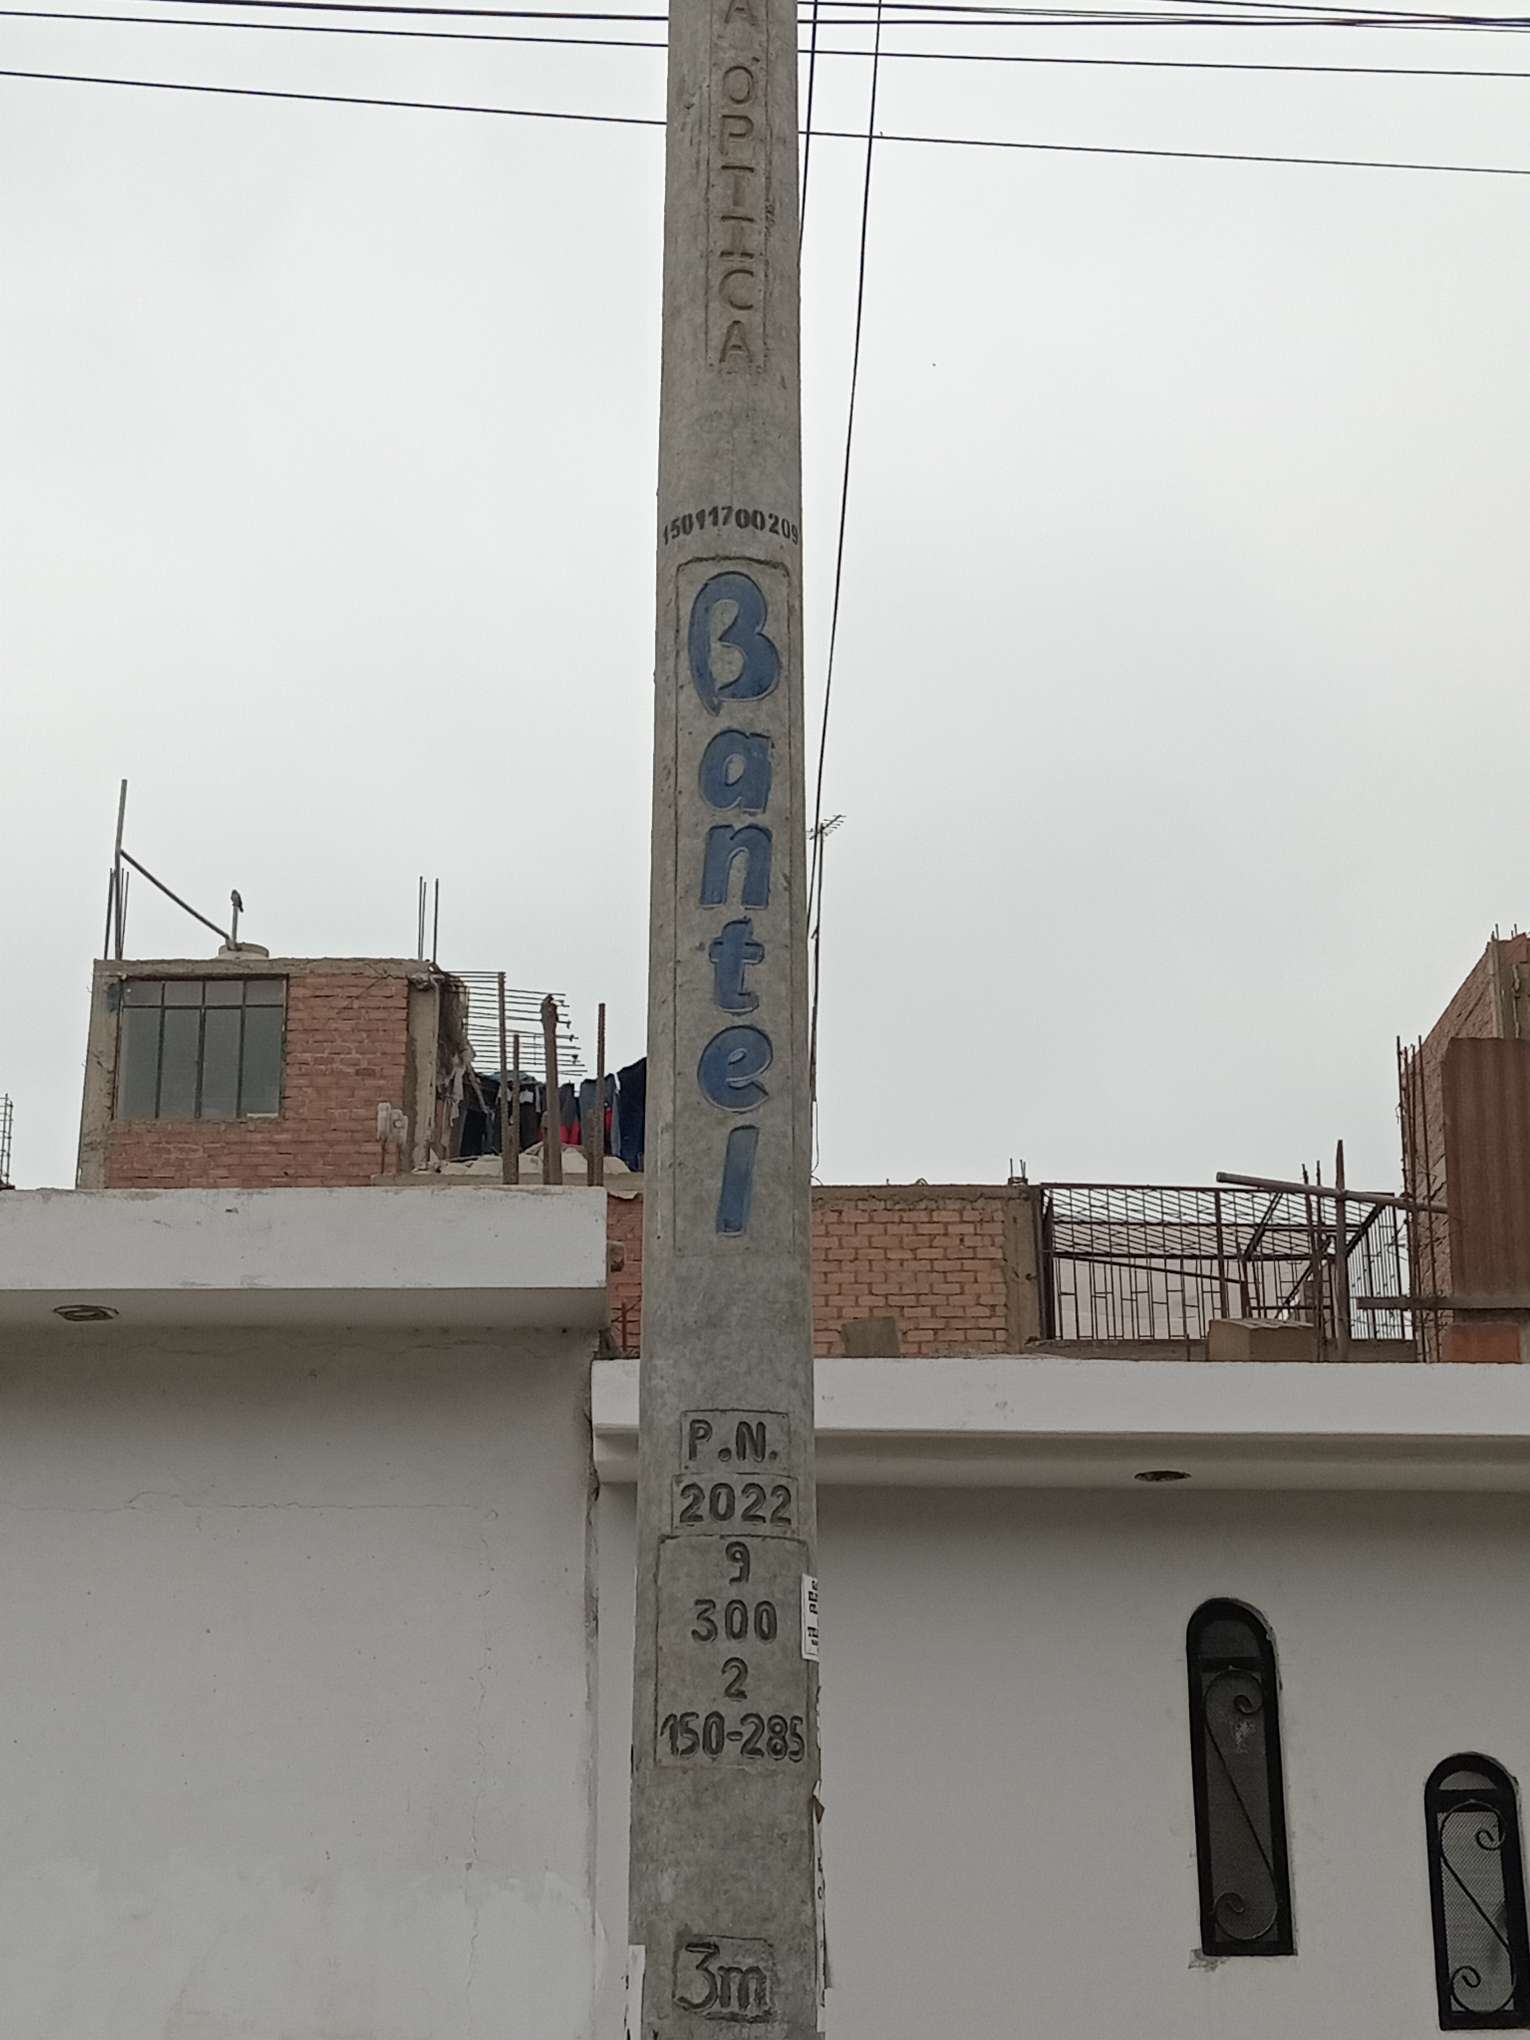 A OPTICA
15011700209
Bantel
P.N.
2022
9
300
2
150-285
3m